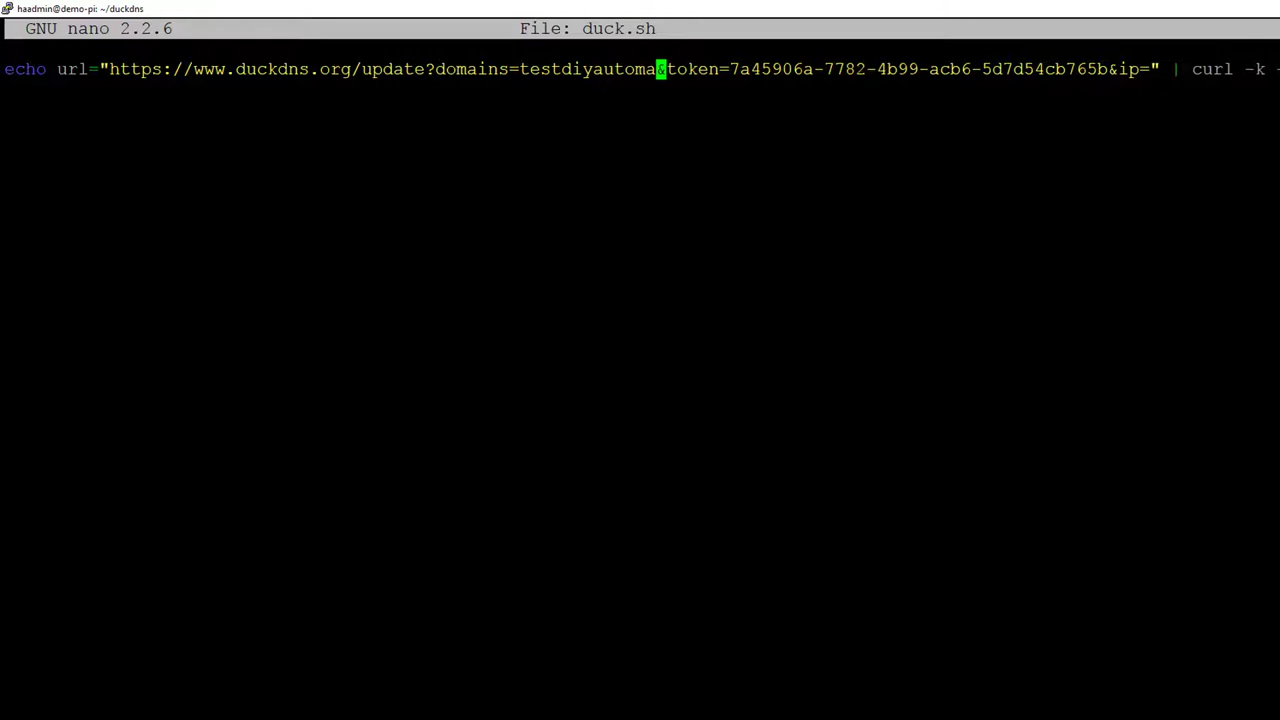 haadmin@demo-pi: ~/duckdns
GNU nano 2.2.6 File: duck.sh
echo url="https://www.duckdns.org/update?domains=testdiyautoma&token=7a45906a-7782-4b99-acb6-5d7d54cb765b&ip=" | curl -k -